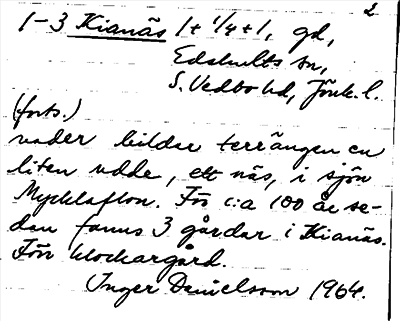 2
1-3 Kianäs 1+1/4+1, gd,
Edshults sn,
S. Vedbo hd, Jönk. l.
(forts.)
nader bildar terrängen en
liten udde, ett näs, i sjön
Mycklaflon. För c:a 100 år se-
dan fanns 3 gårdar i Kianäs.
Förr klockargård.
Inger Danielsson 1964.